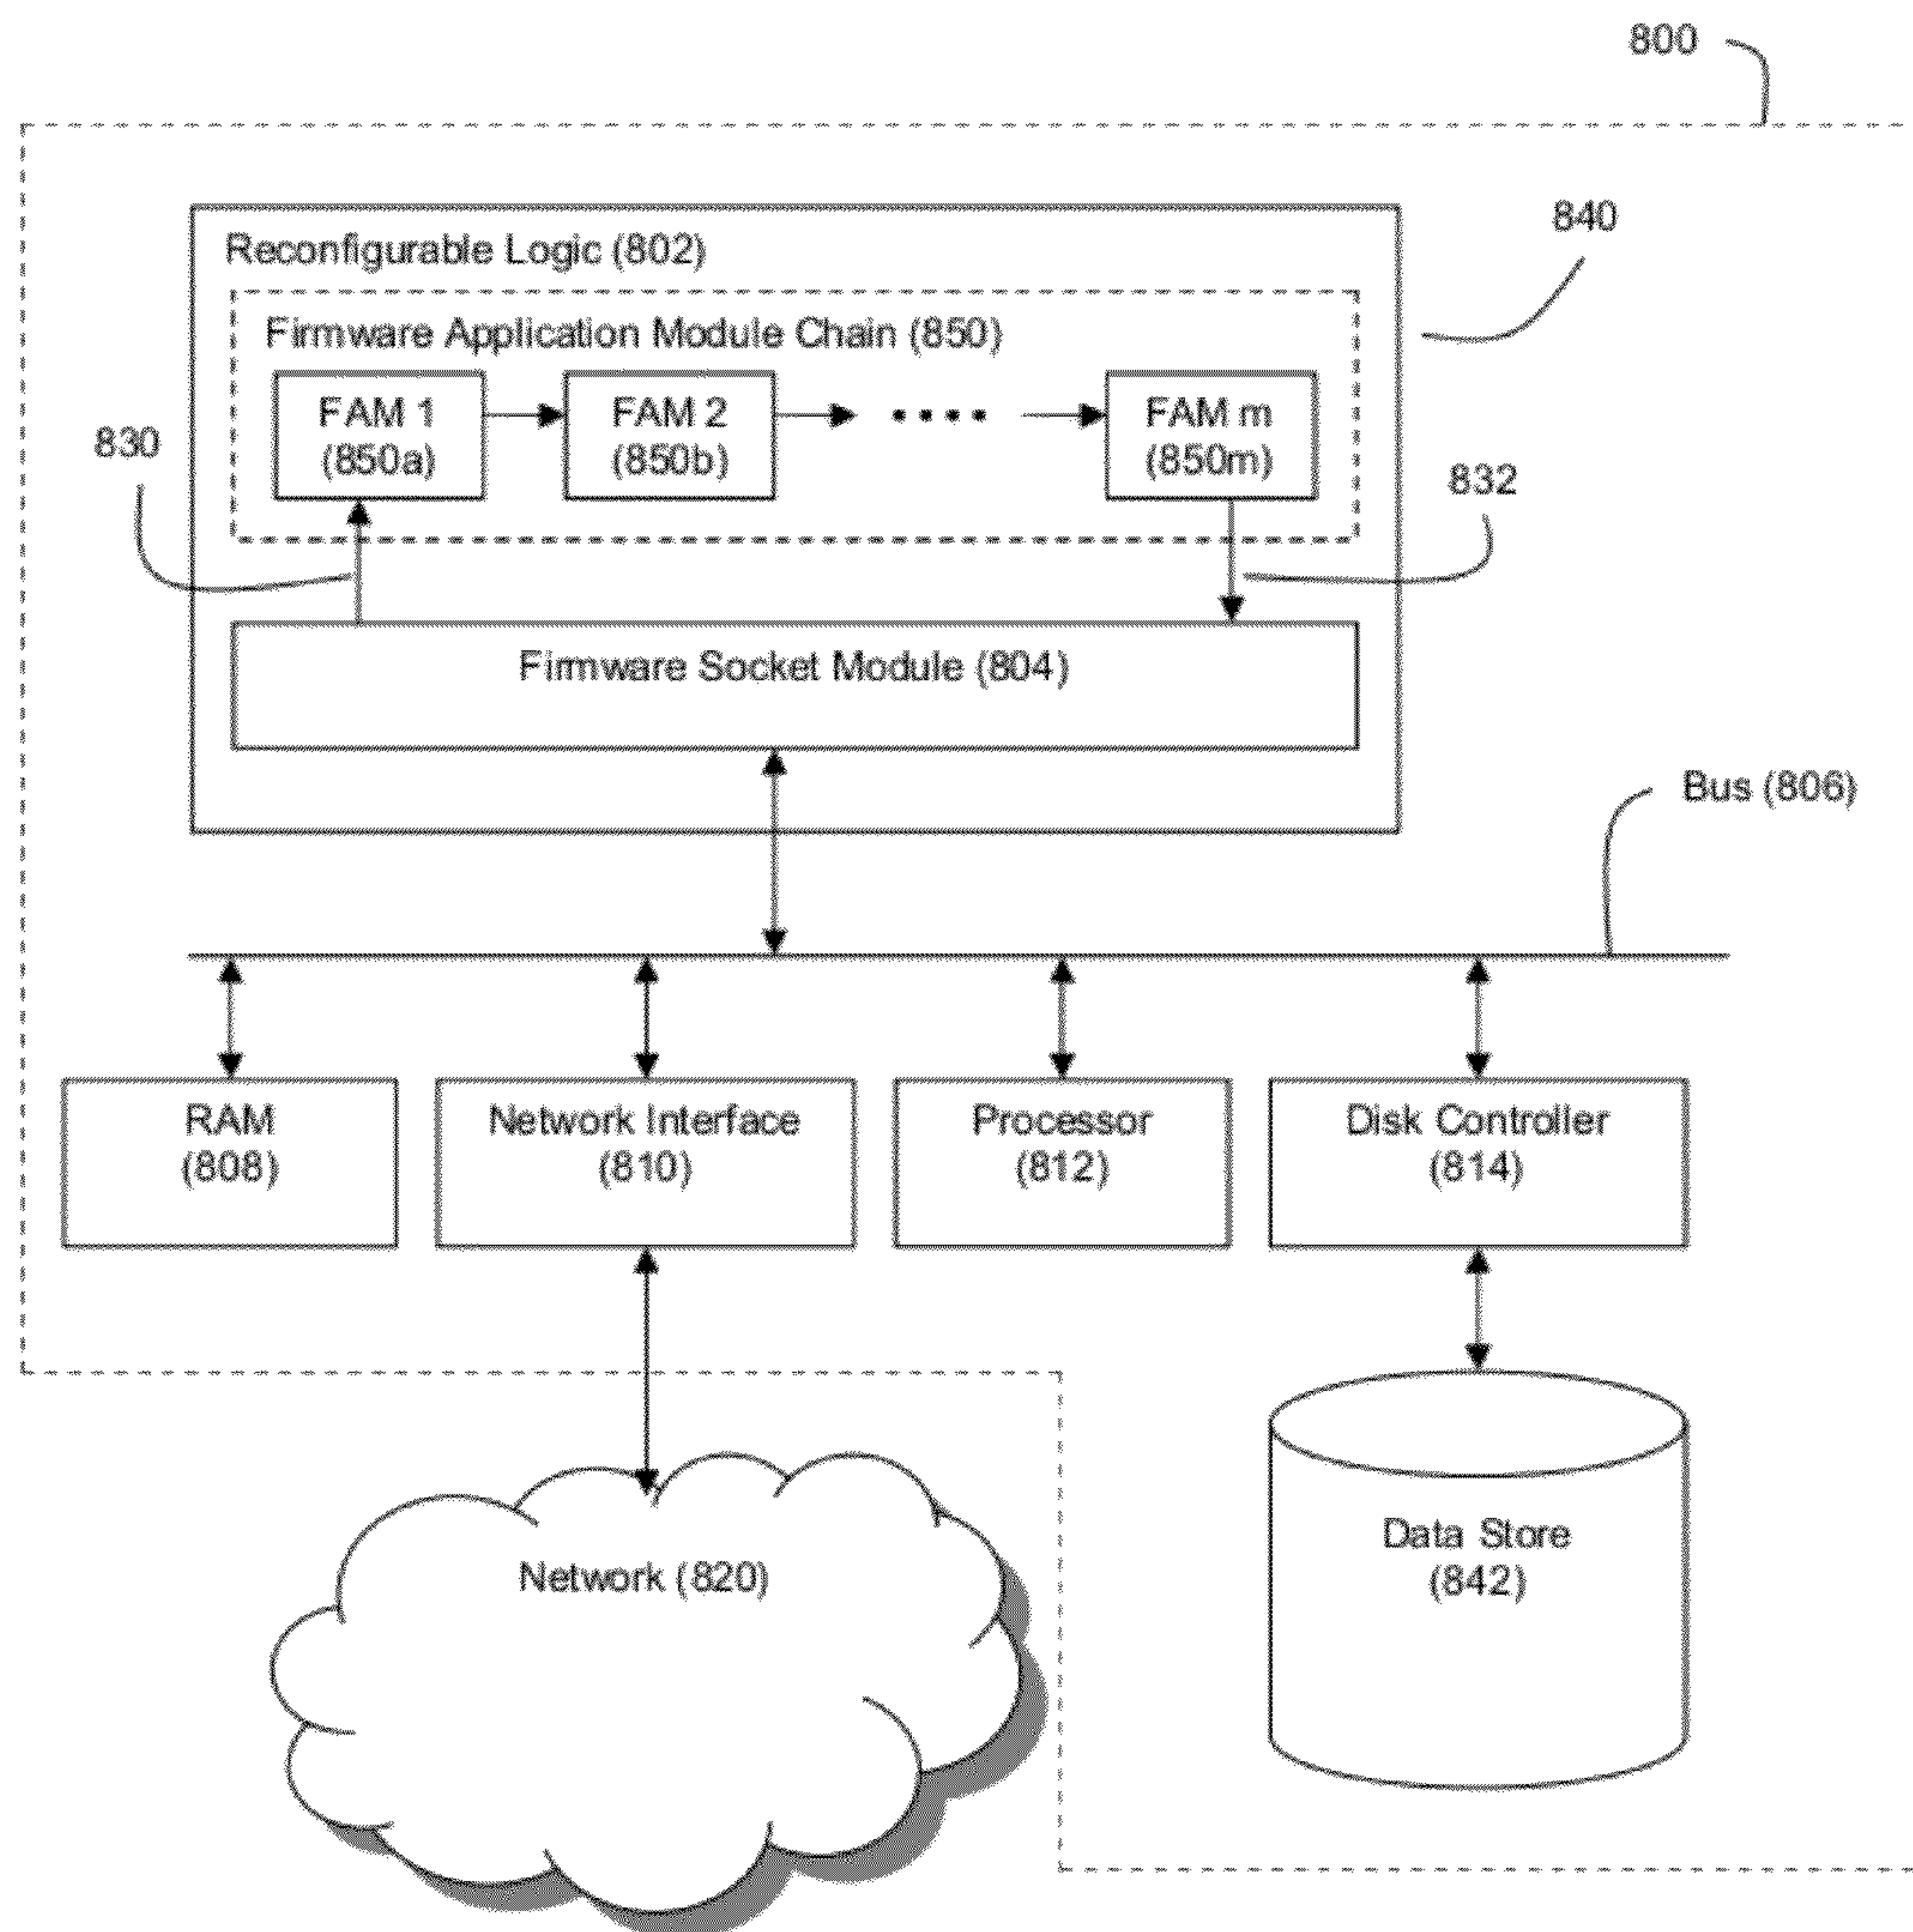 800
840
Reconfigurable Logic (802)
Firmware Application Module Chain (850)
FAM 1
(850a)
FAM 2
(850b)
FAM m
(850m)
830
832
Firmware Socket Module (804)
Bus (806)
RAM
(808)
Network Interface
(810)
Processor
(812)
Disk Controller
(814)
Network (820)
Data Store
(842)